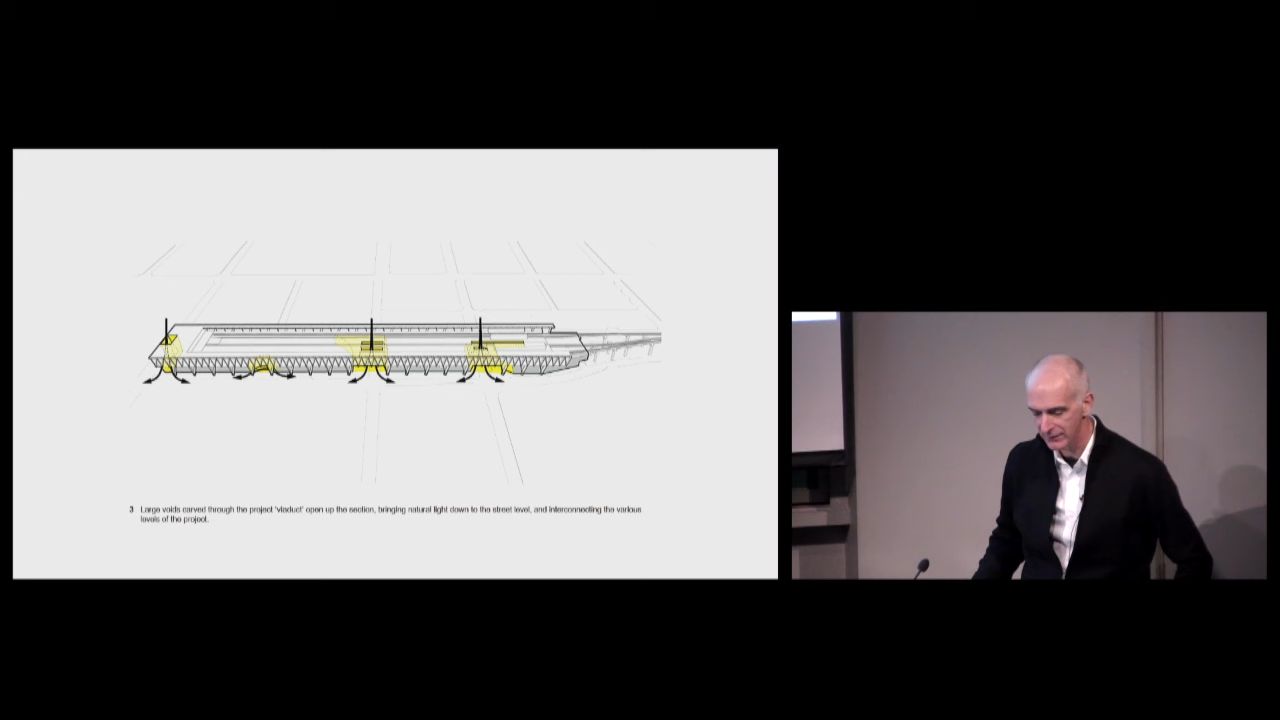 3 Large voids carved through the project 'viaduct' open up the section, bringing natural light down to the street level, and interconnecting the various
levels of the project.